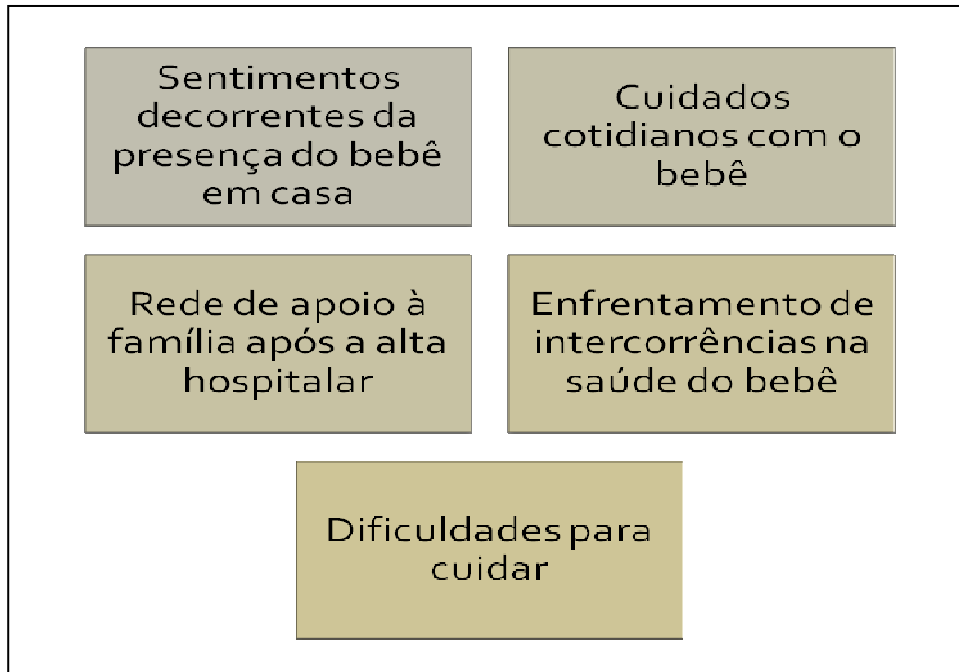 Sentimentos
decorrentes da
presença do bebê
em casa
Cuidados
cotidianos com o
bebê
Rede de apoio à
família após a alta
hospitalar
Enfrentamento de
intercorrências na
saúde do bebê
Dificuldades para
cuidar